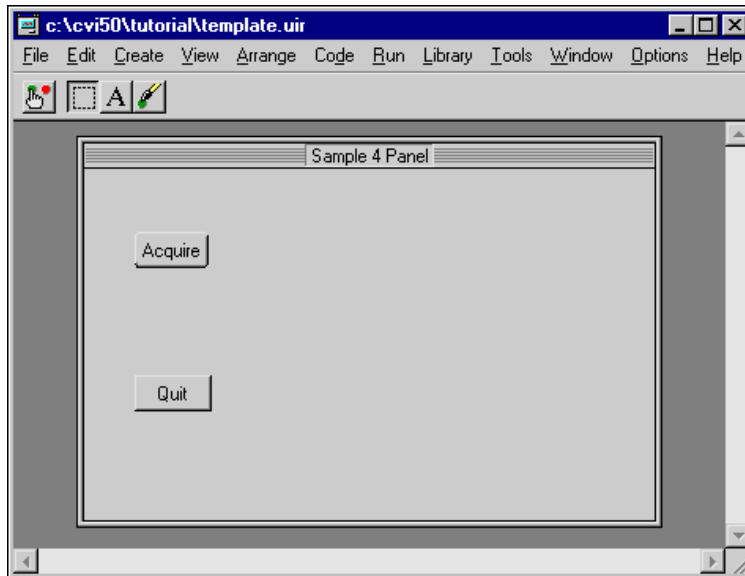 c:\cvi50\tutorial\template.uir
File Edit Create View Arrange Code Run Library Tools Window Options Help
A
Sample 4 Panel
Acquire
Quit